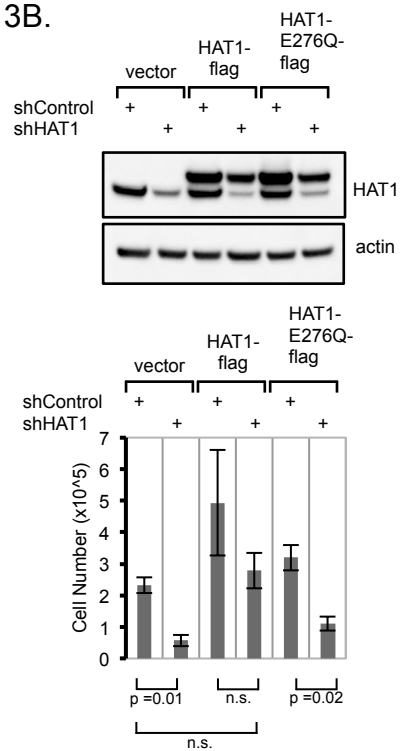 3B.
HAT1-
E276Q-
flag
HAT1-
flag
vector
shControl + + +
shHAT1 + + +
HAT1
actin
HAT1-
E276Q-
flag
HAT1-
flag
vector
shControl + + +
shHAT1 + + +
Cell Number (x10^5)
7
6
5
4
3
2
1
0
p =0.01 n.s. p =0.02
n.s.